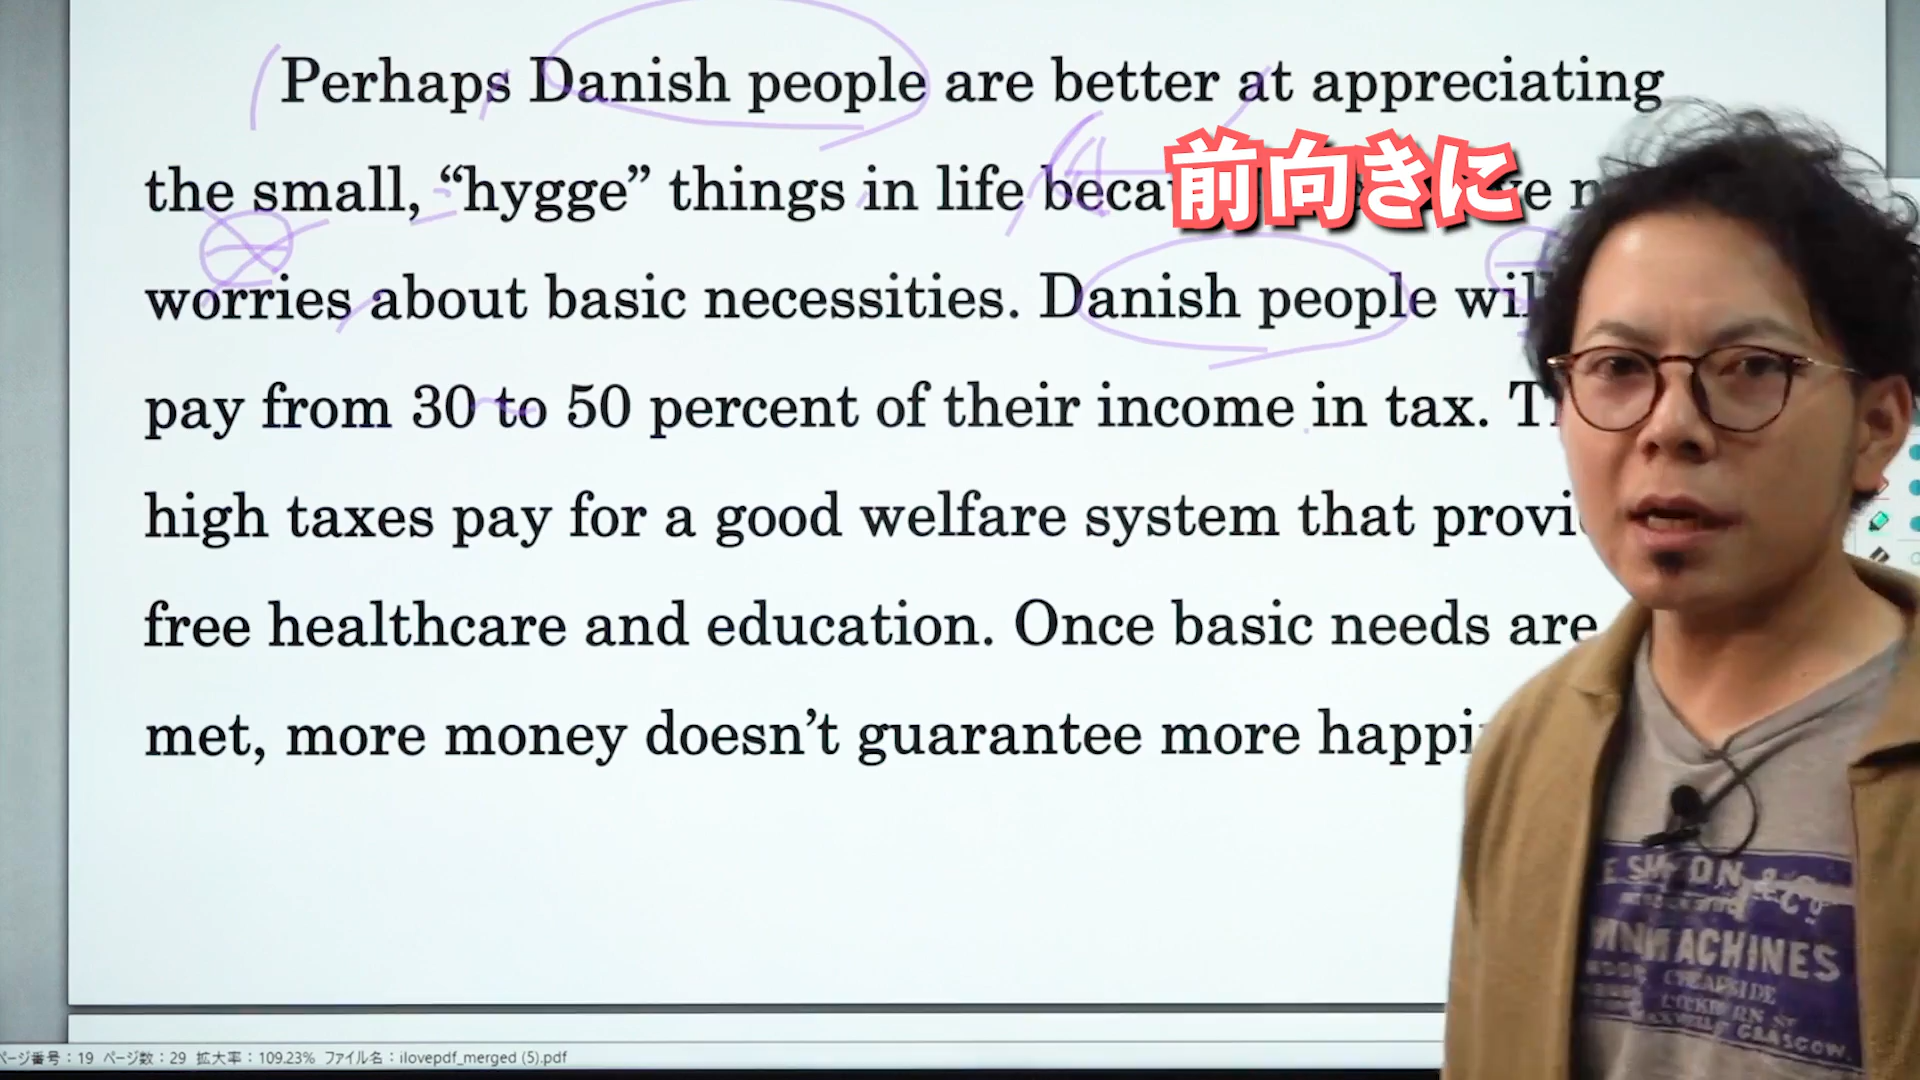 Perhaps Danish people are better at appreciating
the small, “hygge” things in life
前向きに
worries about basic necessities. Danish people
pay from 30 to 50 percent of their income in tax.
high taxes pay for a good welfare system that
free healthcare and education. Once basic needs are
met, more money doesn’t guarantee more
ページ番号：19 ページ数：29 拡大率：109.23% ファイル名：ilovepdf_merged (5).pdf
MACHINES
CHEAPSIDE
GLASGOW.